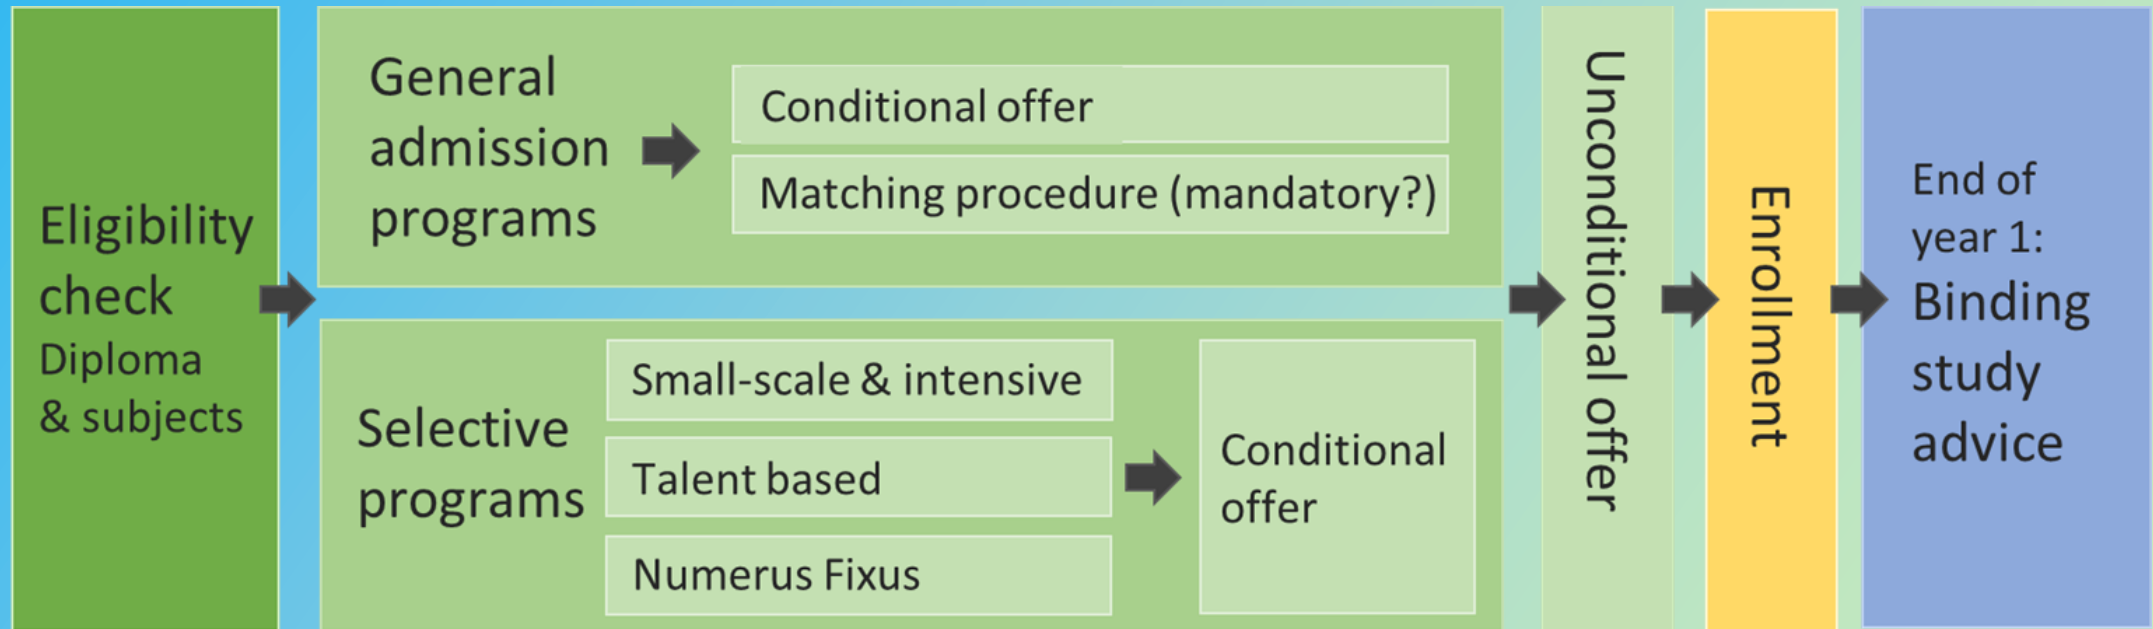 Eligibility
check
Diploma
& subjects
General
admission
programs
Conditional offer
Matching procedure (mandatory?)
Selective
programs
Small-scale & intensive
Talent based
Numerus Fixus
Conditional
offer
Unconditional offer
Enrollment
End of
year 1:
Binding
study
advice